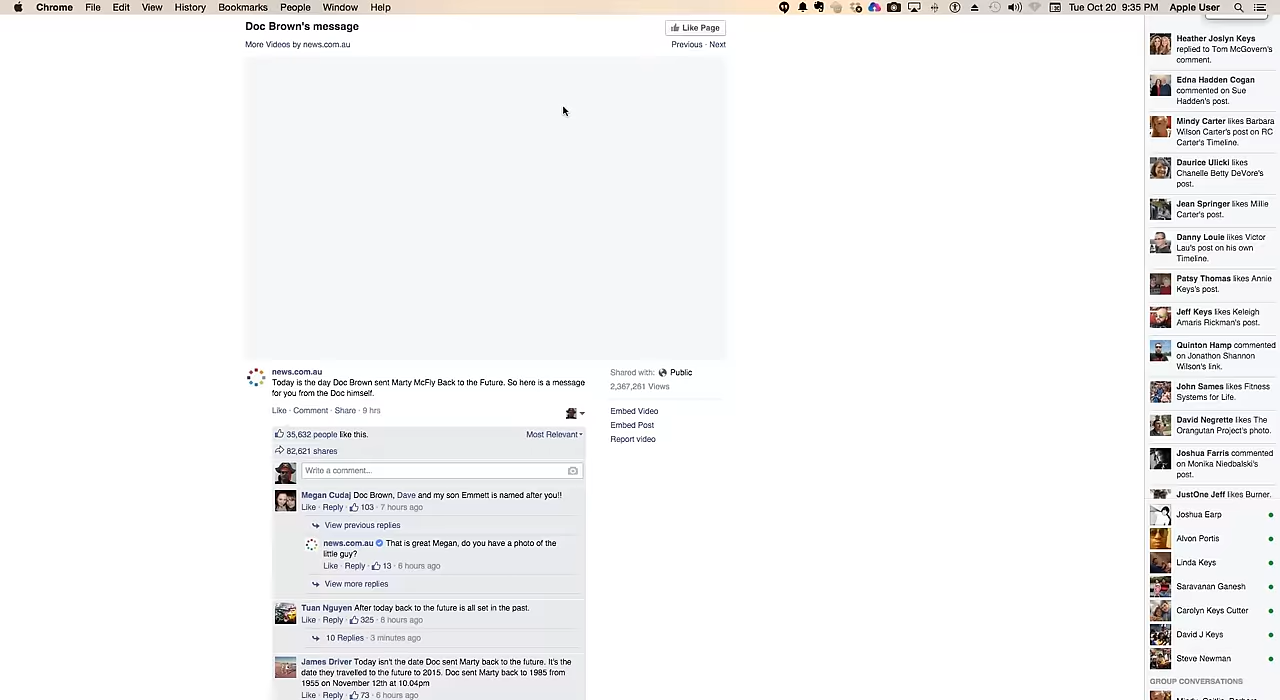 Chrome File Edit View History Bookmarks People Window Help Tue Oct 20 9:35 PM Apple User
Doc Brown's message
Like Page
More Videos by news.com.au
Previous · Next
news.com.au
Today is the day Doc Brown sent Marty McFly Back to the Future. So here is a message
for you from the Doc himself.
Like · Comment · Share · 9 hrs
Shared with: Public
2,367,261 Views
Embed Video
Embed Post
Report video
35,632 people like this.
Most Relevant
82,621 shares
Write a comment...
Megan Cudaj Doc Brown, Dave and my son Emmett is named after you!!
Like · Reply · 103 · 7 hours ago
View previous replies
news.com.au That is great Megan, do you have a photo of the
little guy?
Like · Reply · 13 · 6 hours ago
View more replies
Tuan Nguyen After today back to the future is all set in the past.
Like · Reply · 325 · 8 hours ago
10 Replies · 3 minutes ago
James Driver Today isn't the date Doc sent Marty back to the future. It's the
date they travelled to the future to 2015. Doc sent Marty back to 1985 from
1955 on November 12th at 10.04pm
Like · Reply · 73 · 6 hours ago
Heather Joslyn Keys
replied to Tom McGovern's
comment.
Edna Hadden Cogan
commented on Sue
Hadden's post.
Mindy Carter likes Barbara
Wilson Carter's post on RC
Carter's Timeline.
Daurice Ulicki likes
Chanelle Betty DeVore's
post.
Jean Springer likes Millie
Carter's post.
Danny Louie likes Victor
Lau's post on his own
Timeline.
Patsy Thomas likes Annie
Keys's post.
Jeff Keys likes Keleigh
Amaris Rickman's post.
Quinton Hamp commented
on Jonathon Shannon
Wilson's link.
John Sames likes Fitness
Systems for Life.
David Negrette likes The
Orangutan Project's photo.
Joshua Farris commented
on Monika Niedbalski's
post.
JustOne Jeff likes Burner.
Joshua Earp
Alvon Portis
Linda Keys
Saravanan Ganesh
Carolyn Keys Cutter
David J Keys
Steve Newman
GROUP CONVERSATIONS